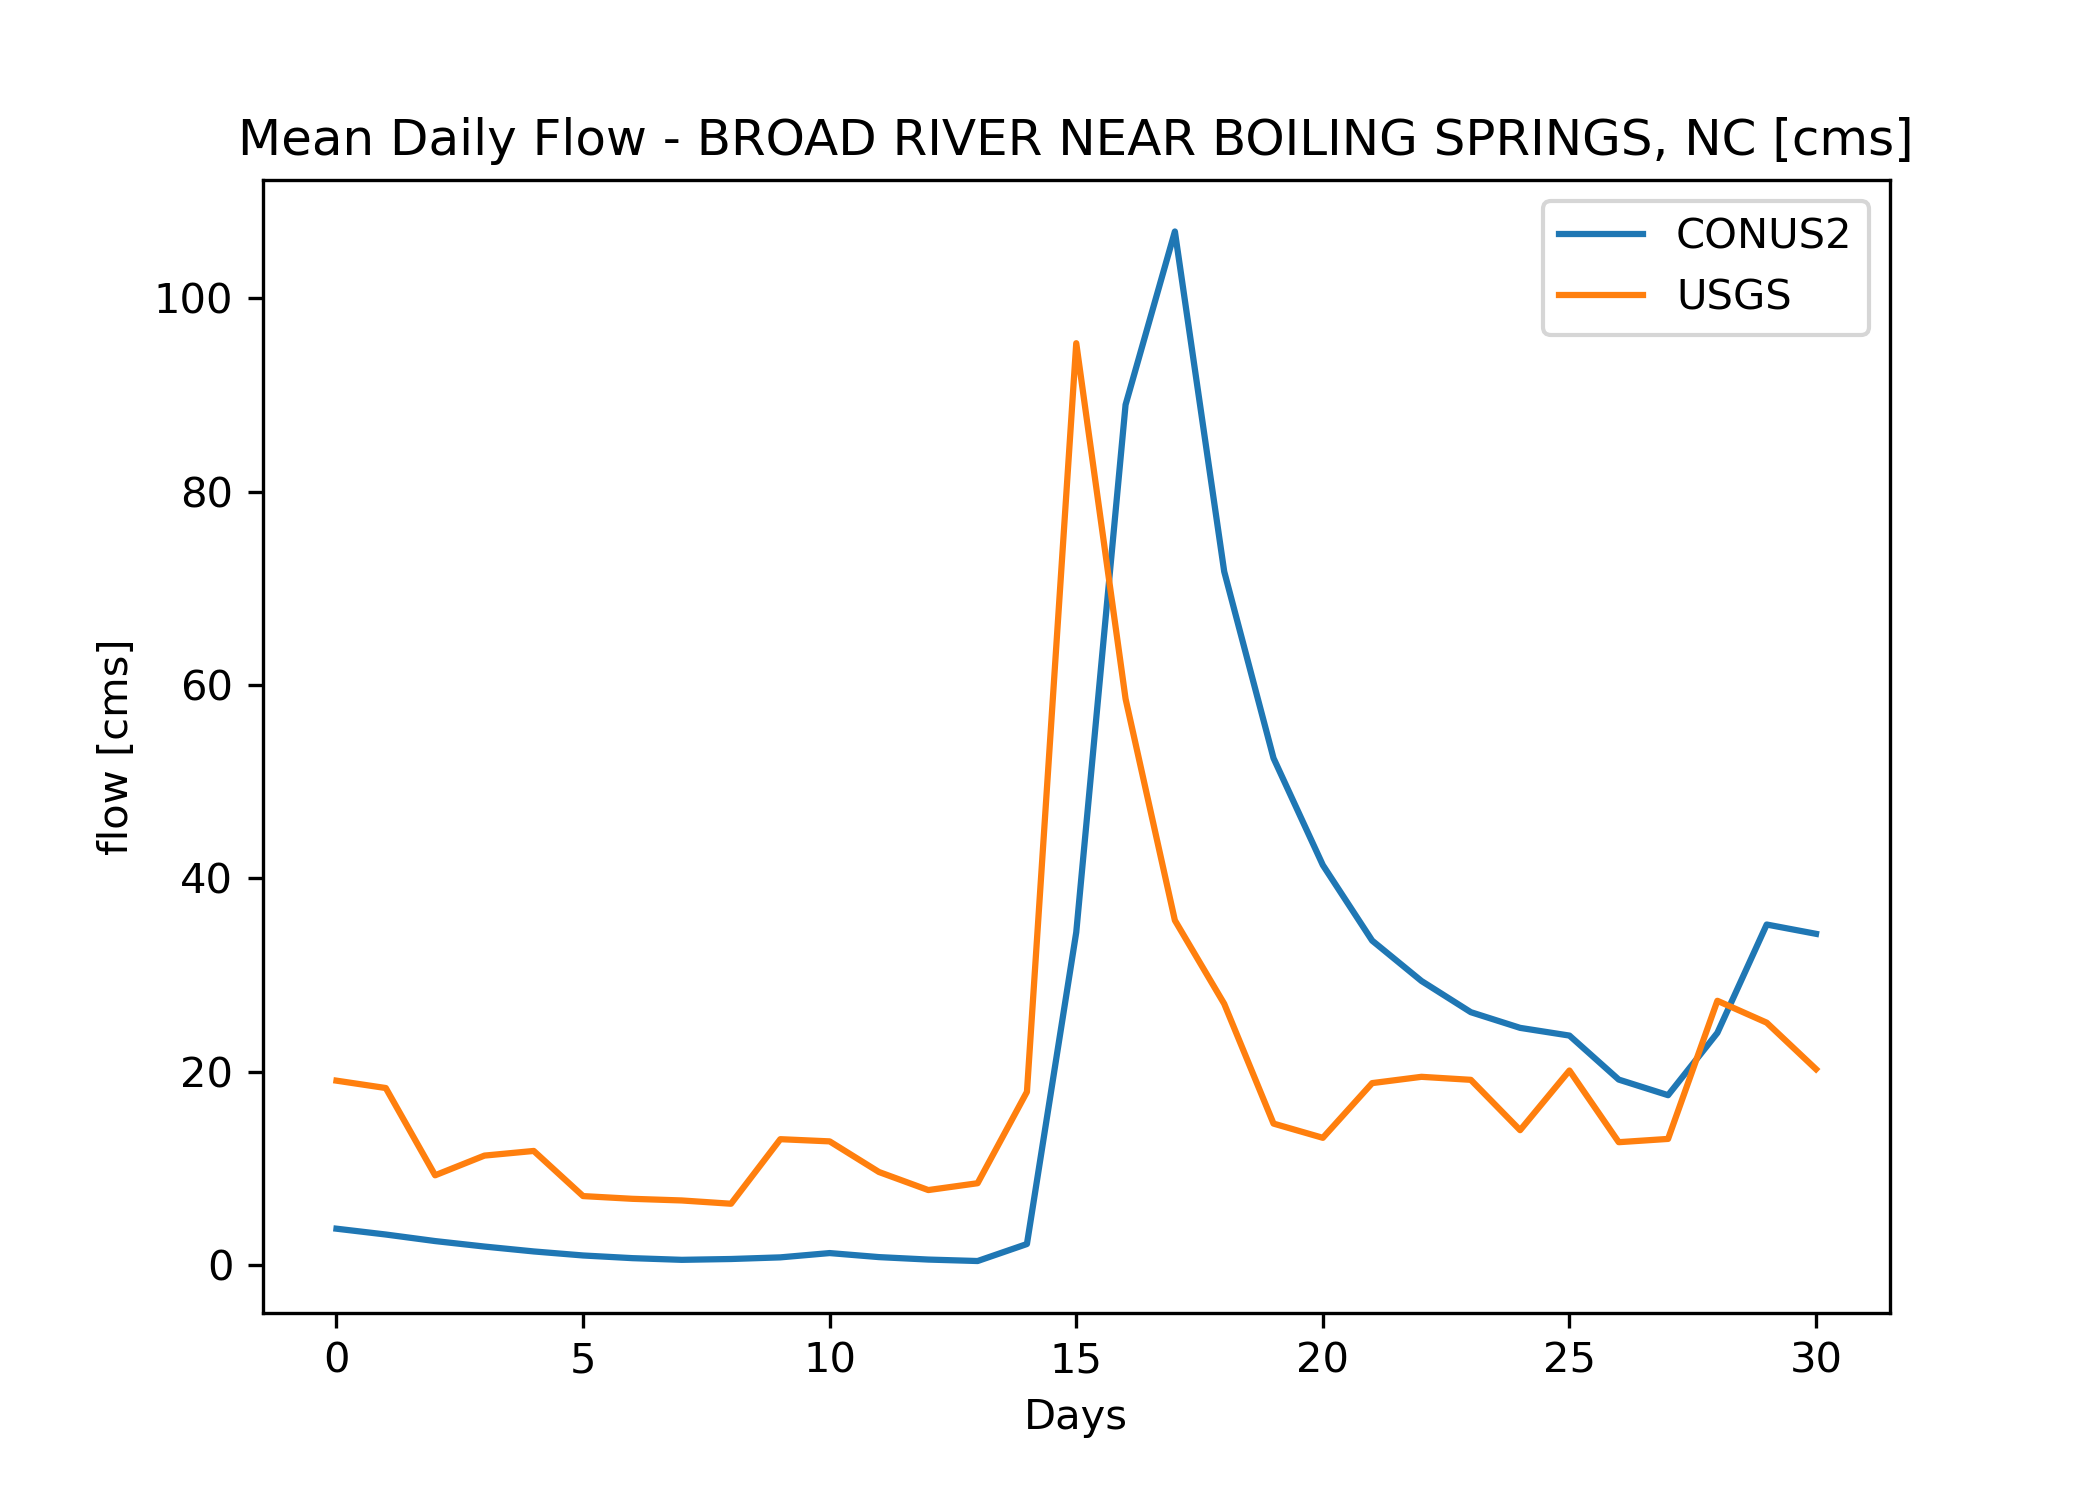 Mean Daily Flow - BROAD RIVER NEAR BOILING SPRINGS, NC [cms]
CONUS2
USGS
100
80
60
40
20
0
flow [cms]
0 5 10 15 20 25 30
Days